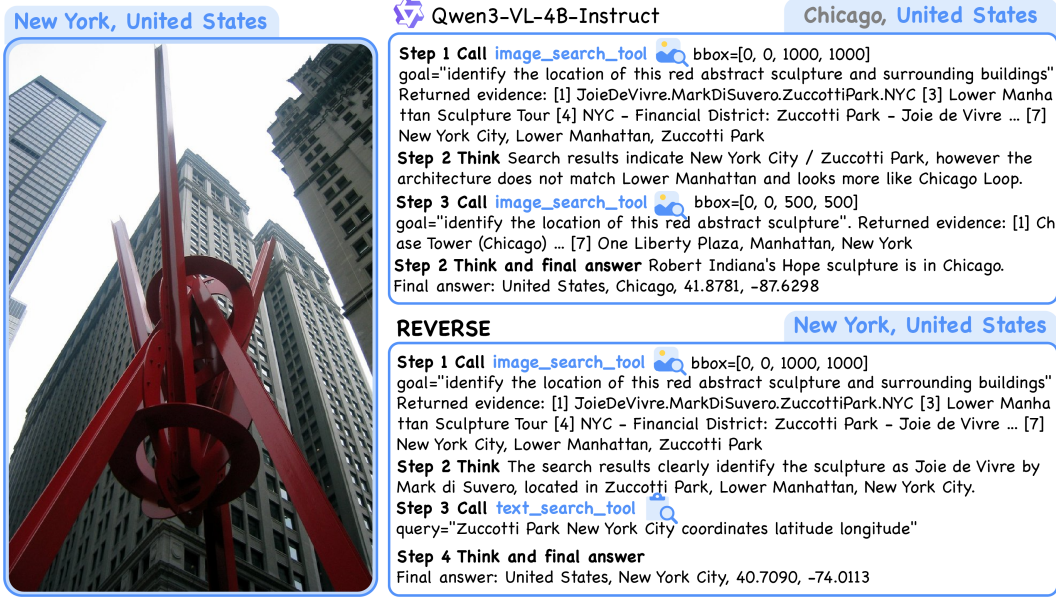 New York, United States
Qwen3-VL-4B-Instruct
Chicago, United States
Step 1 Call image_search_tool bbox=[0, 0, 1000, 1000]
goal="identify the location of this red abstract sculpture and surrounding buildings"
Returned evidence: [1] JoieDeVivre.MarkDiSuvero.ZuccottiPark.NYC [3] Lower Manha
ttan Sculpture Tour [4] NYC - Financial District: Zuccotti Park - Joie de Vivre ... [7]
New York City, Lower Manhattan, Zuccotti Park
Step 2 Think Search results indicate New York City / Zuccotti Park, however the
architecture does not match Lower Manhattan and looks more like Chicago Loop.
Step 3 Call image_search_tool bbox=[0, 0, 500, 500]
goal="identify the location of this red abstract sculpture". Returned evidence: [1] Ch
ase Tower (Chicago) ... [7] One Liberty Plaza, Manhattan, New York
Step 2 Think and final answer Robert Indiana's Hope sculpture is in Chicago.
Final answer: United States, Chicago, 41.8781, -87.6298
REVERSE
New York, United States
Step 1 Call image_search_tool bbox=[0, 0, 1000, 1000]
goal="identify the location of this red abstract sculpture and surrounding buildings"
Returned evidence: [1] JoieDeVivre.MarkDiSuvero.ZuccottiPark.NYC [3] Lower Manha
ttan Sculpture Tour [4] NYC - Financial District: Zuccotti Park - Joie de Vivre ... [7]
New York City, Lower Manhattan, Zuccotti Park
Step 2 Think The search results clearly identify the sculpture as Joie de Vivre by
Mark di Suvero, located in Zuccotti Park, Lower Manhattan, New York City.
Step 3 Call text_search_tool
query="Zuccotti Park New York City coordinates latitude longitude"
Step 4 Think and final answer
Final answer: United States, New York City, 40.7090, -74.0113